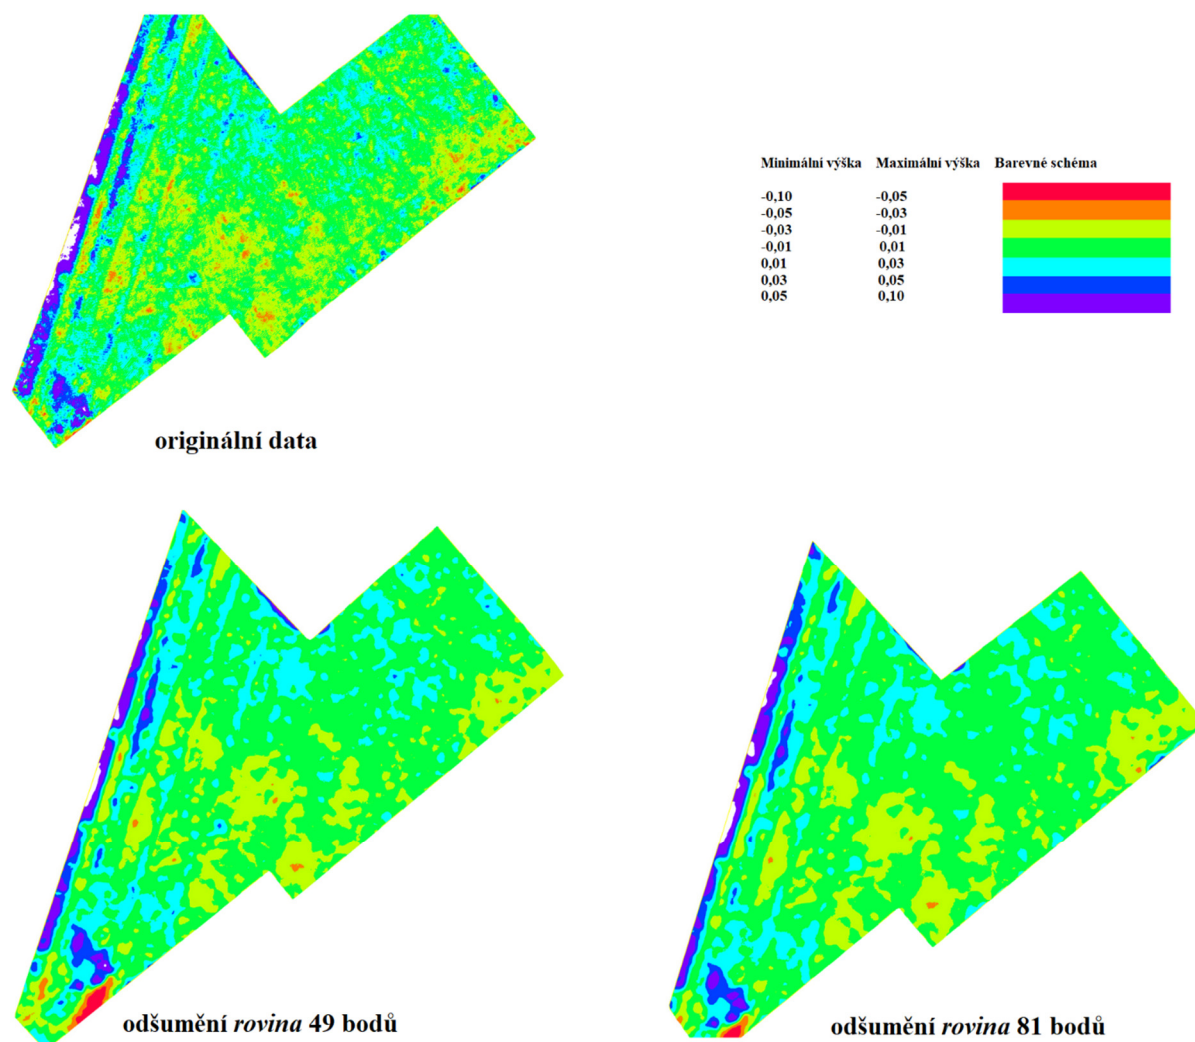 Minimální výška Maximální výška Barevné schéma
-0,10 -0,05
-0,05 -0,03
-0,03 -0,01
-0,01 0,01
0,01 0,03
0,03 0,05
0,05 0,10
originální data
odšumění rovina 49 bodů
odšumění rovina 81 bodů